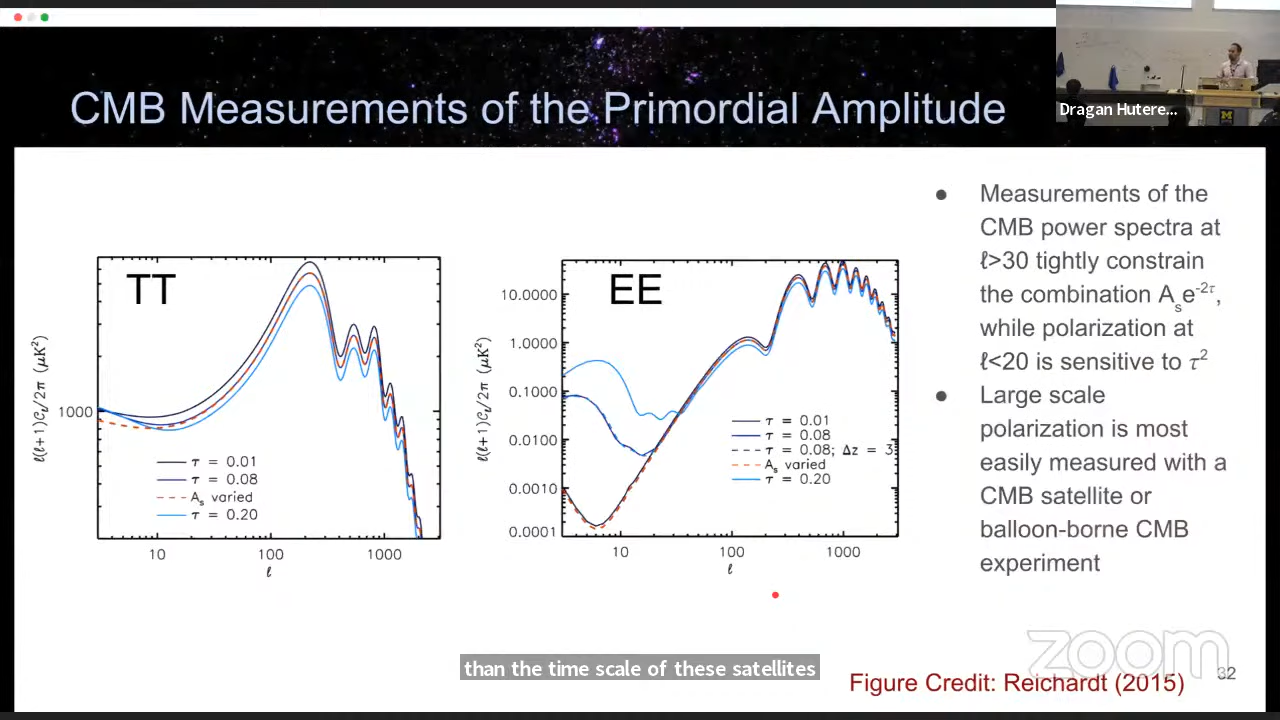 CMB Measurements of the Primordial Amplitude
Dragan Hutere...
TT
ℓ(ℓ+1)Cℓ/2π (μK²)
1000
τ = 0.01
τ = 0.08
Aₛ varied
τ = 0.20
10 100 1000
ℓ
EE
ℓ(ℓ+1)Cℓ/2π (μK²)
10.0000
1.0000
0.1000
0.0100
0.0010
0.0001
τ = 0.01
τ = 0.08
τ = 0.08; Δz = 3
Aₛ varied
τ = 0.20
10 100 1000
ℓ
● Measurements of the
CMB power spectra at
ℓ>30 tightly constrain
the combination Aₛe⁻²τ,
while polarization at
ℓ<20 is sensitive to τ²
● Large scale
polarization is most
easily measured with a
CMB satellite or
balloon-borne CMB
experiment
than the time scale of these satellites
zoom
32
Figure Credit: Reichardt (2015)